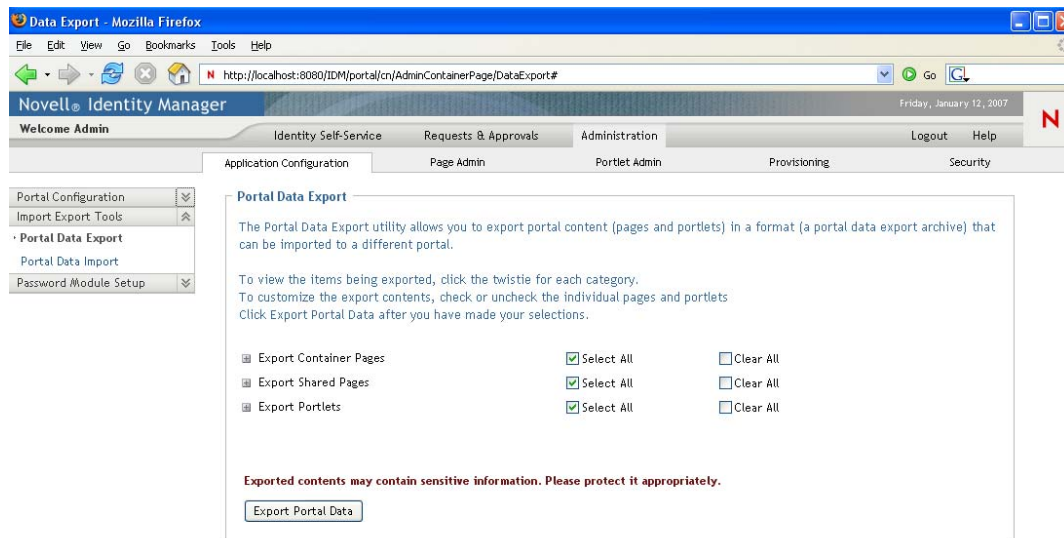 Data Export - Mozilla Firefox
File Edit View Go Bookmarks Tools Help
N http://localhost:8080/IDM/portal/cn/AdminContainerPage/DataExport# Go G
Novell® Identity Manager Friday, January 12, 2007
N
Welcome Admin Identity Self-Service Requests & Approvals Administration Logout Help
Application Configuration Page Admin Portlet Admin Provisioning Security
Portal Configuration
Import Export Tools
· Portal Data Export
Portal Data Import
Password Module Setup
Portal Data Export
The Portal Data Export utility allows you to export portal content (pages and portlets) in a format (a portal data export archive) that
can be imported to a different portal.
To view the items being exported, click the twistie for each category.
To customize the export contents, check or uncheck the individual pages and portlets
Click Export Portal Data after you have made your selections.
Export Container Pages Select All Clear All
Export Shared Pages Select All Clear All
Export Portlets Select All Clear All
Exported contents may contain sensitive information. Please protect it appropriately.
Export Portal Data